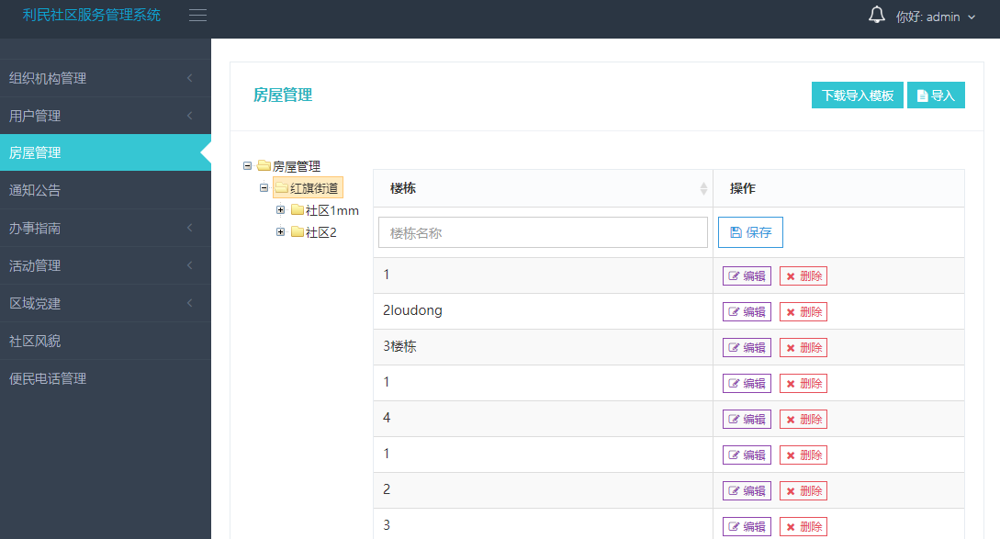 利民社区服务管理系统
你好: admin
组织机构管理
用户管理
房屋管理
通知公告
办事指南
活动管理
区域党建
社区风貌
便民电话管理
房屋管理
下载导入模板
导入
房屋管理
红旗街道
社区1mm
社区2
楼栋 操作
楼栋名称 保存
1 编辑 删除
2loudong 编辑 删除
3楼栋 编辑 删除
1 编辑 删除
4 编辑 删除
1 编辑 删除
2 编辑 删除
3 编辑 删除